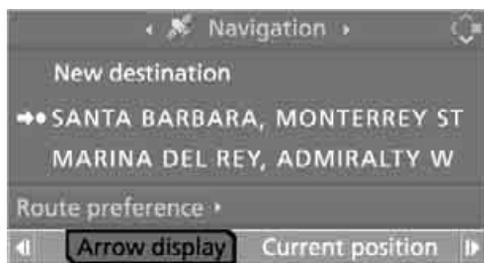 Navigation
New destination
SANTA BARBARA, MONTERREY ST
MARINA DEL REY, ADMIRALTY W
Route preference
Arrow display Current position